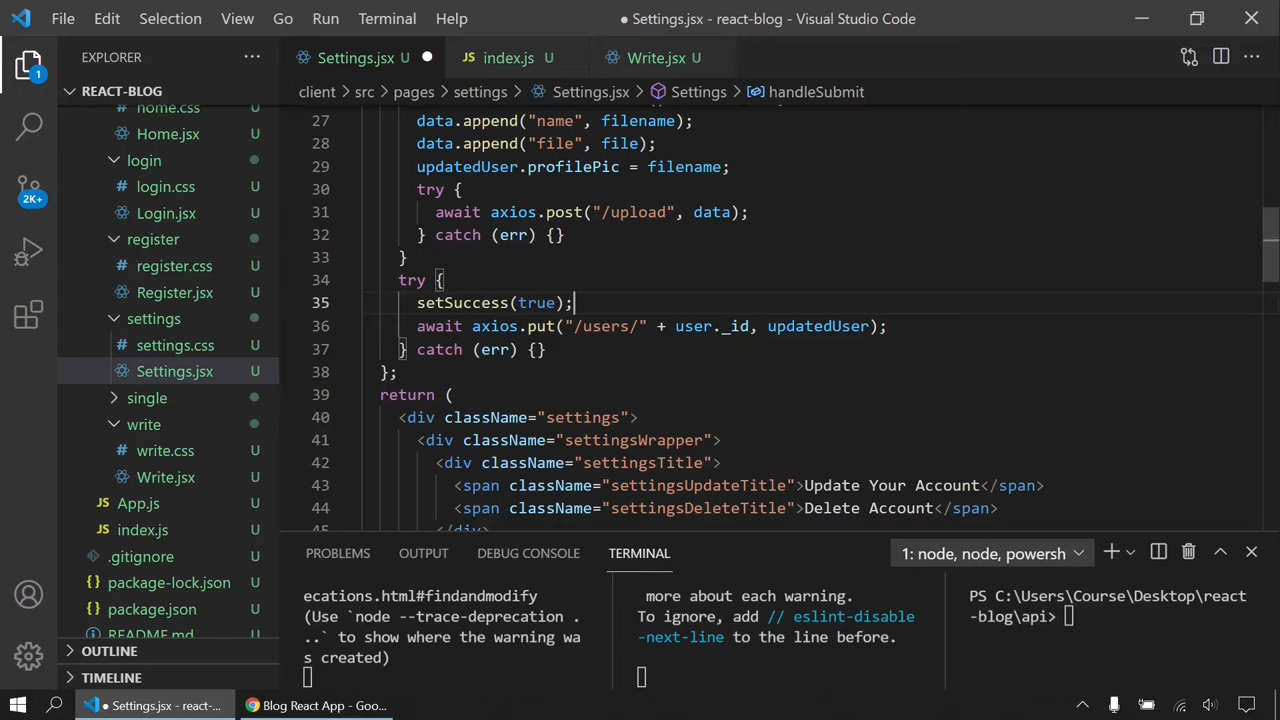 File Edit Selection View Go Run Terminal Help
● Settings.jsx - react-blog - Visual Studio Code
EXPLORER
REACT-BLOG
home.css U
Home.jsx U
login
login.css U
Login.jsx U
register
register.css U
Register.jsx U
settings
settings.css U
Settings.jsx U
single
write
write.css U
Write.jsx U
App.js U
index.js U
.gitignore U
package-lock.json U
package.json U
README.md U
OUTLINE
TIMELINE
1
2K+
Settings.jsx U
index.js U
Write.jsx U
client > src > pages > settings > Settings.jsx > Settings > handleSubmit
27 data.append("name", filename);
28 data.append("file", file);
29 updatedUser.profilePic = filename;
30 try {
31 await axios.post("/upload", data);
32 } catch (err) {}
33 }
34 try {
35 setSuccess(true);
36 await axios.put("/users/" + user._id, updatedUser);
37 } catch (err) {}
38 };
39 return (
40 <div className="settings">
41 <div className="settingsWrapper">
42 <div className="settingsTitle">
43 <span className="settingsUpdateTitle">Update Your Account</span>
44 <span className="settingsDeleteTitle">Delete Account</span>
45 </div>
PROBLEMS OUTPUT DEBUG CONSOLE TERMINAL
1: node, node, powersh
ecations.html#findandmodify
(Use `node --trace-deprecation .
..` to show where the warning wa
s created)
more about each warning.
To ignore, add // eslint-disable
-next-line to the line before.
PS C:\Users\Course\Desktop\react
-blog\api>
● Settings.jsx - react-...
Blog React App - Goo...